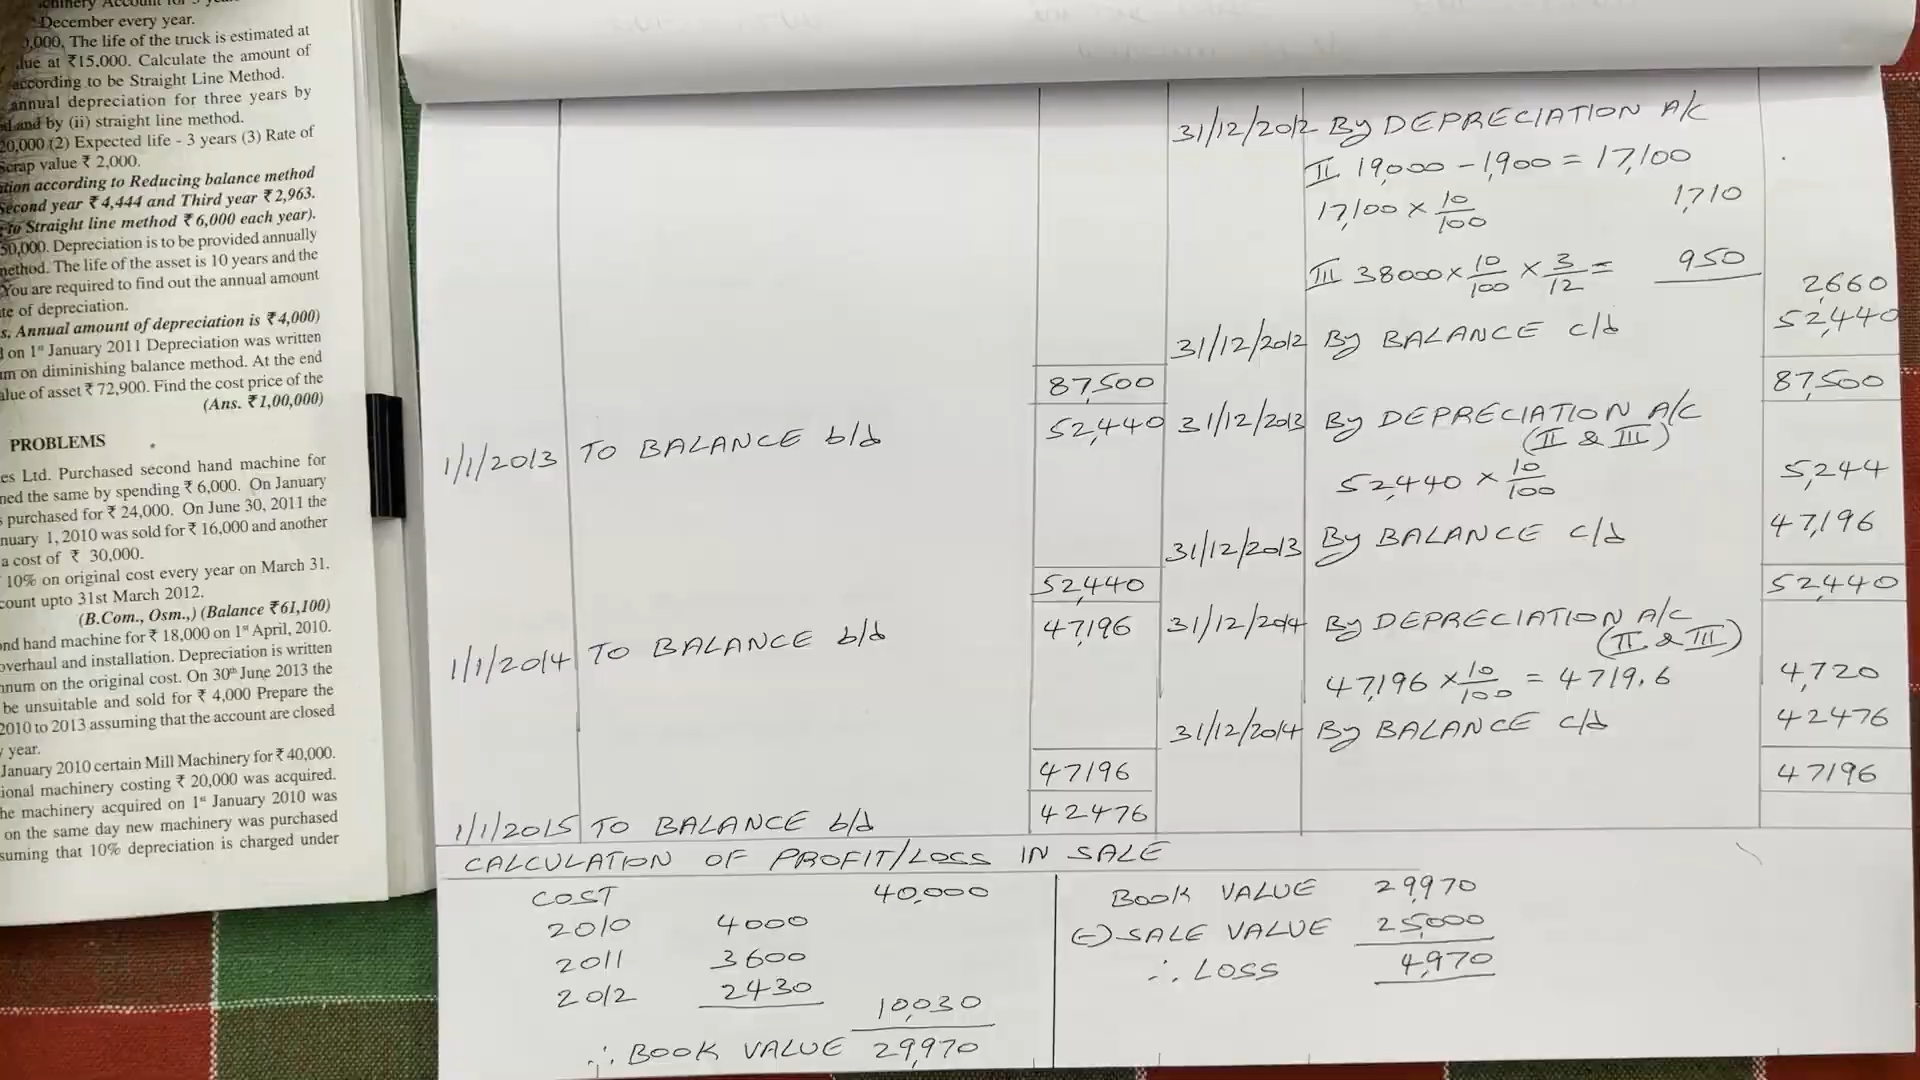 December every year.
0,000. The life of the truck is estimated at
at ₹15,000. Calculate the amount of
according to be Straight Line Method.
annual depreciation for three years by
and by (ii) straight line method.
20,000 (2) Expected life - 3 years (3) Rate of
Scrap value ₹ 2,000.
according to Reducing balance method
Second year ₹ 4,444 and Third year ₹ 2,963.
to Straight line method ₹ 6,000 each year).
50,000. Depreciation is to be provided annually
method. The life of the asset is 10 years and the
You are required to find out the annual amount
of depreciation.
Annual amount of depreciation is ₹ 4,000)
on 1st January 2011 Depreciation was written
on diminishing balance method. At the end
of asset ₹ 72,900. Find the cost price of the
(Ans. ₹1,00,000)
PROBLEMS
Ltd. Purchased second hand machine for
the same by spending ₹ 6,000. On January
purchased for ₹ 24,000. On June 30, 2011 the
1, 2010 was sold for ₹ 16,000 and another
a cost of ₹ 30,000.
10% on original cost every year on March 31.
upto 31st March 2012.
(B.Com., Osm.,) (Balance ₹61,100)
hand machine for ₹ 18,000 on 1st April, 2010.
overhaul and installation. Depreciation is written
on the original cost. On 30th June 2013 the
be unsuitable and sold for ₹ 4,000 Prepare the
2010 to 2013 assuming that the account are closed
year.
January 2010 certain Mill Machinery for ₹ 40,000.
machinery costing ₹ 20,000 was acquired.
machinery acquired on 1st January 2010 was
on the same day new machinery was purchased
that 10% depreciation is charged under
31/12/2012 By DEPRECIATION A/C
II 19,000 - 1,900 = 17,100
17,100 × 10/100 1,710
III 38000 × 10/100 × 3/12 = 950 2,660
31/12/2012 By BALANCE c/d 52,440
87,500 87,500
1/1/2013 TO BALANCE b/d 52,440 31/12/2013 By DEPRECIATION A/C
(II & III)
52,440 × 10/100 5,244
31/12/2013 By BALANCE c/d 47,196
52,440 52,440
1/1/2014 TO BALANCE b/d 47,196 31/12/2014 By DEPRECIATION A/C
(II & III)
47,196 × 10/100 = 4719.6 4,720
31/12/2014 By BALANCE c/d 42476
47196 47196
1/1/2015 TO BALANCE b/d 42476
CALCULATION OF PROFIT/LOSS IN SALE
COST 40,000
2010 4000
2011 3600
2012 2430 10,030
∴ BOOK VALUE 29,970
BOOK VALUE 29,970
(-) SALE VALUE 25,000
∴ LOSS 4,970